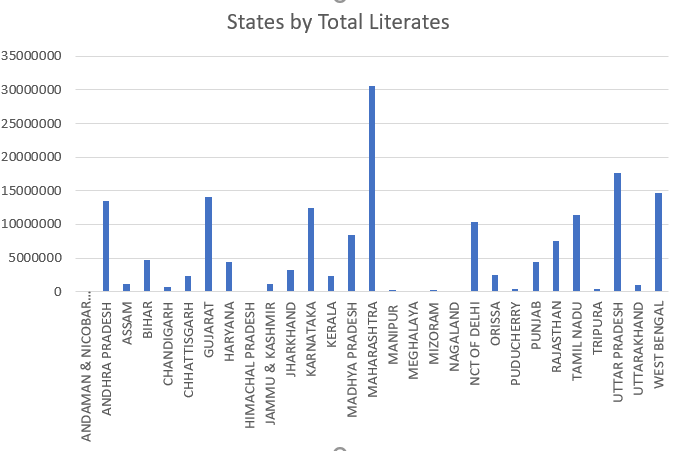 States by Total Literates
35000000
30000000
25000000
20000000
15000000
10000000
5000000
0
ANDAMAN & NICOBAR…
ANDHRA PRADESH
ASSAM
BIHAR
CHANDIGARH
CHHATTISGARH
GUJARAT
HARYANA
HIMACHAL PRADESH
JAMMU & KASHMIR
JHARKHAND
KARNATAKA
KERALA
MADHYA PRADESH
MAHARASHTRA
MANIPUR
MEGHALAYA
MIZORAM
NAGALAND
NCT OF DELHI
ORISSA
PUDUCHERRY
PUNJAB
RAJASTHAN
TAMIL NADU
TRIPURA
UTTAR PRADESH
UTTARAKHAND
WEST BENGAL